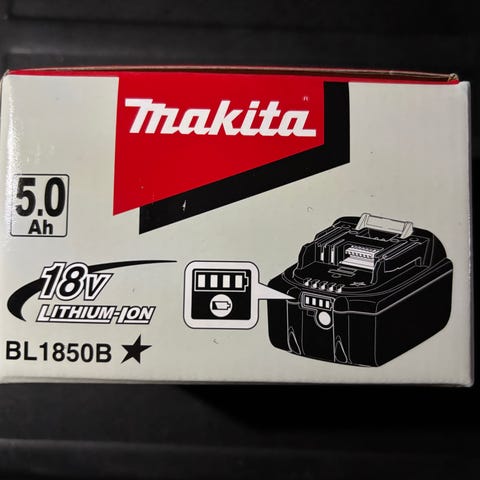 makita®
5.0
Ah
18V
LITHIUM-ION
BL1850B ★